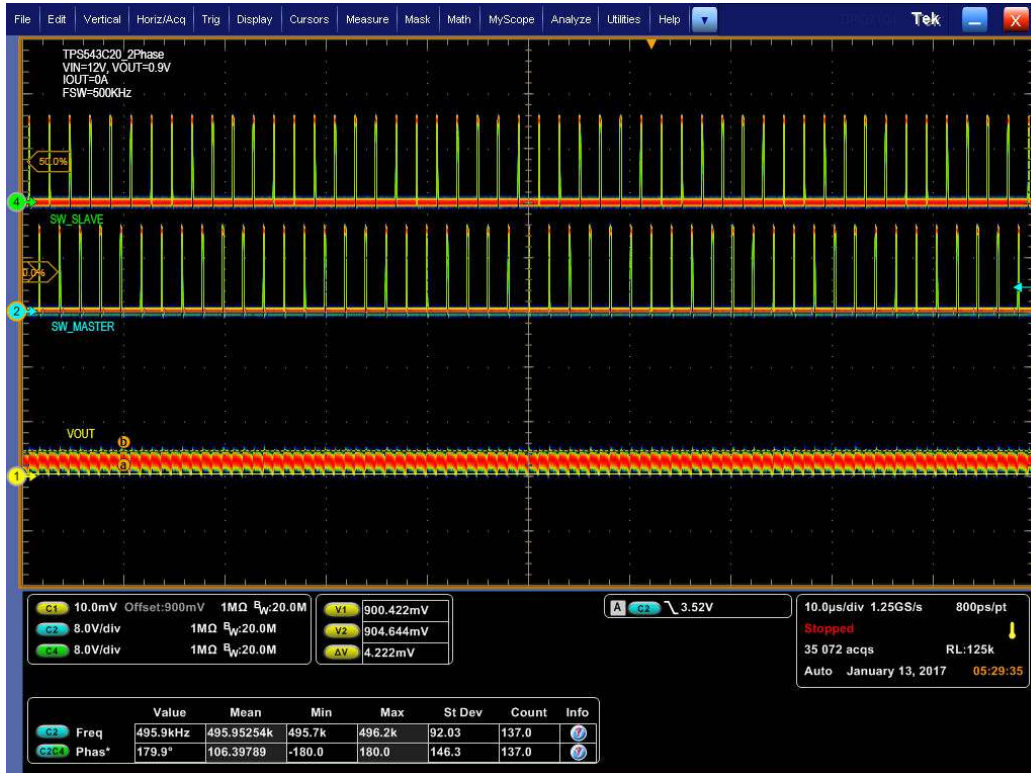 File Edit Vertical Horiz/Acq Trig Display Cursors Measure Mask Math MyScope Analyze Utilities Help Tek X
TPS543C20_2Phase
VIN=12V, VOUT=0.9V
IOUT=0A
FSW=500KHz
50.0%
4
SW_SLAVE
0.0%
2
SW_MASTER
VOUT
b
a
1
C1 10.0mV Offset:900mV 1MΩ BW:20.0M
C2 8.0V/div 1MΩ BW:20.0M
C4 8.0V/div 1MΩ BW:20.0M
V1 900.422mV
V2 904.644mV
ΔV 4.222mV
A C2 3.52V
10.0µs/div 1.25GS/s 800ps/pt
Stopped
35 072 acqs RL:125k
Auto January 13, 2017 05:29:35
Value Mean Min Max St Dev Count Info
C2 Freq 495.9kHz 495.95254k 495.7k 496.2k 92.03 137.0
C2C4 Phas* 179.9° 106.39789 -180.0 180.0 146.3 137.0